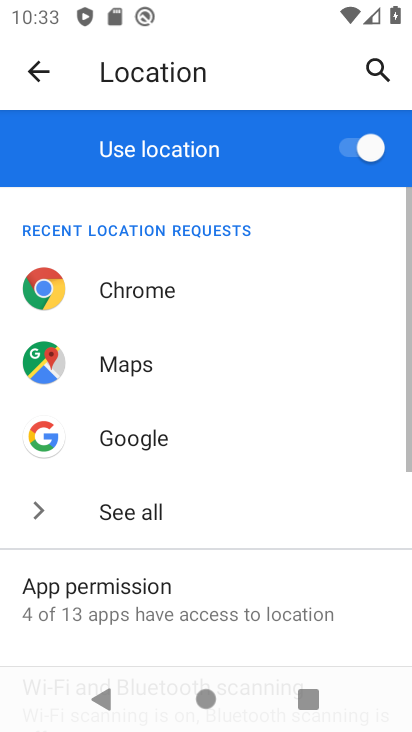 10:33
Location
Use location
RECENT LOCATION REQUESTS
Chrome
Maps
Google
See all
App permission
4 of 13 apps have access to location
Wi-Fi and Bluetooth scanning
Wi-Fi scanning is on, Bluetooth scanning is